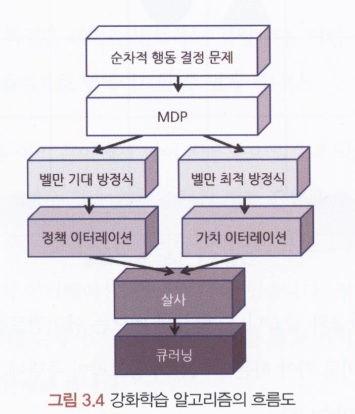 순차적 행동 결정 문제
MDP
벨만 기대 방정식
벨만 최적 방정식
정책 이터레이션
가치 이터레이션
살사
큐러닝
그림 3.4 강화학습 알고리즘의 흐름도